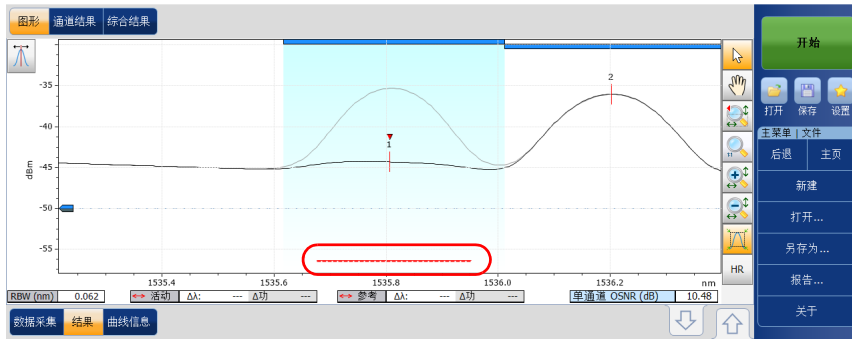 图形 通道结果 综合结果
开始
打开 保存 设置
主菜单 | 文件
后退 主页
新建
打开...
另存为...
报告...
关于
dBm
-35
-40
-45
-50
-55
1
2
1535.4 1535.6 1535.8 1536.0 1536.2 nm
HR
RBW (nm) 0.062 活动 Δλ: --- Δ功 --- 参考 Δλ: --- Δ功 --- 单通道 OSNR (dB) 10.48
数据采集 结果 曲线信息